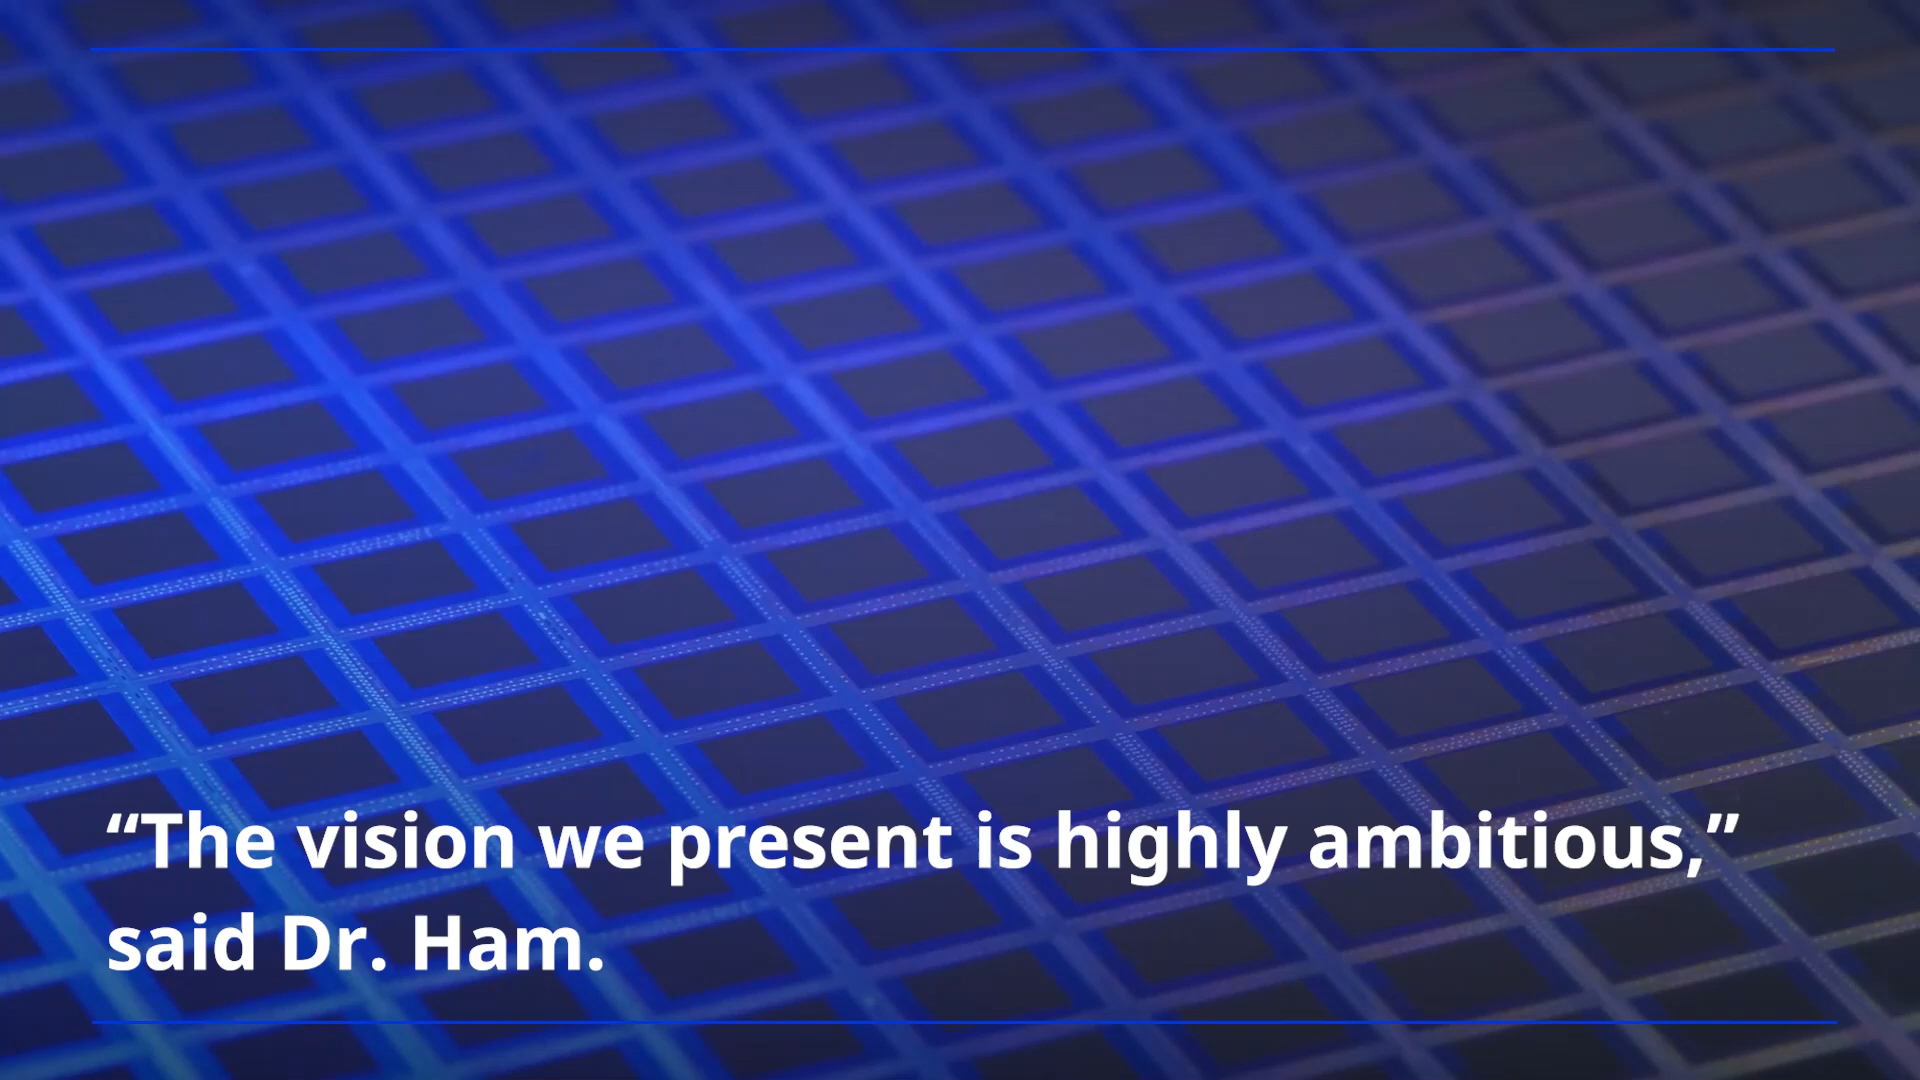 “The vision we present is highly ambitious,”
said Dr. Ham.